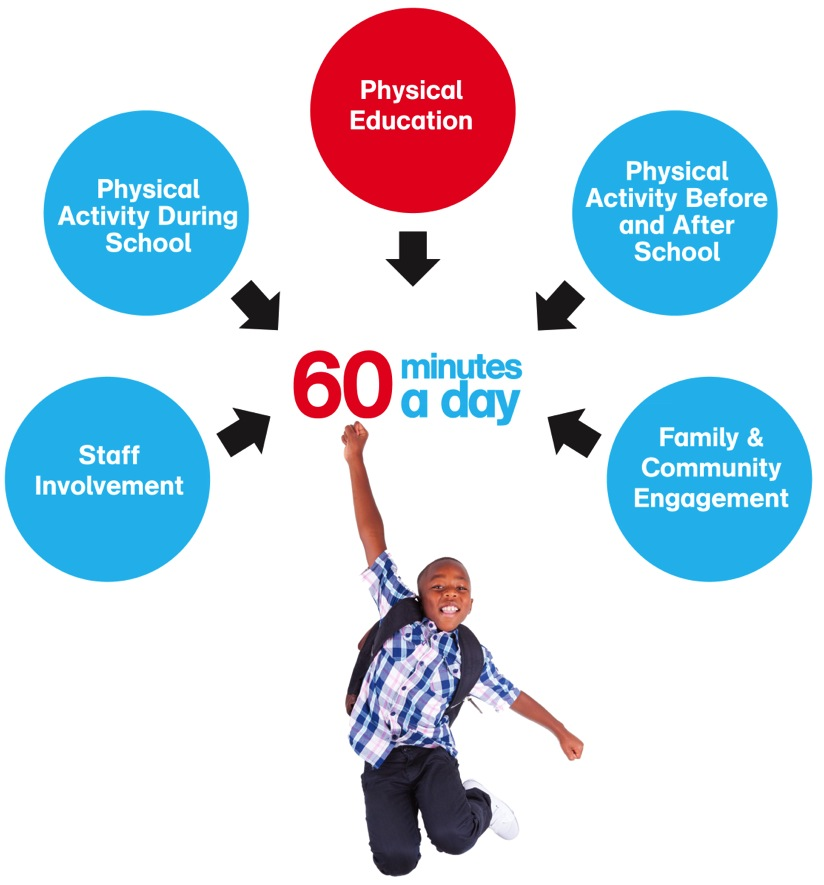 Physical
Education
Physical
Activity During
School
Physical
Activity Before
and After
School
60 minutes
a day
Staff
Involvement
Family &
Community
Engagement